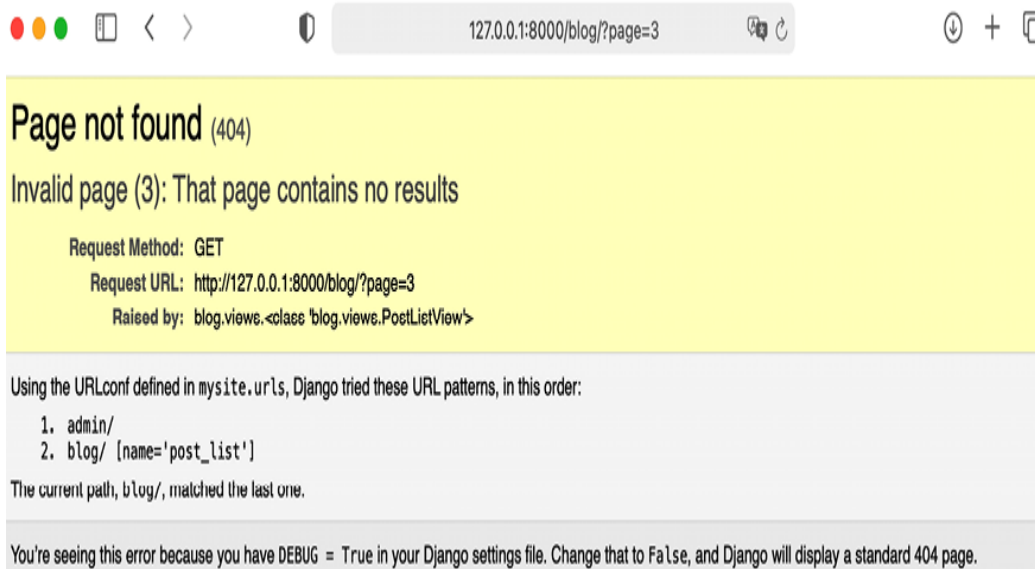 127.0.0.1:8000/blog/?page=3
Page not found (404)
Invalid page (3): That page contains no results
Request Method: GET
Request URL: http://127.0.0.1:8000/blog/?page=3
Raised by: blog.views.<class 'blog.views.PostListView'>
Using the URLconf defined in mysite.urls, Django tried these URL patterns, in this order:
1. admin/
2. blog/ [name='post_list']
The current path, blog/, matched the last one.
You're seeing this error because you have DEBUG = True in your Django settings file. Change that to False, and Django will display a standard 404 page.